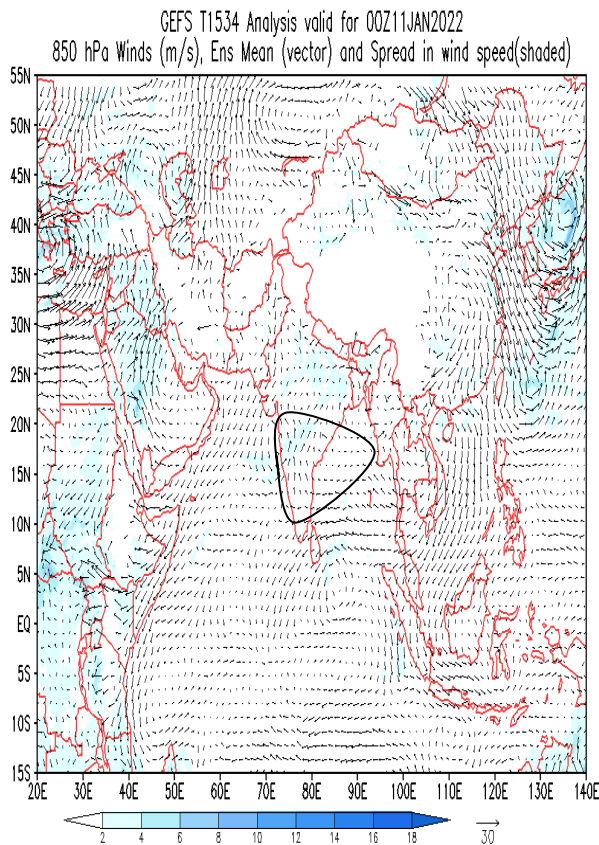 GEFS T1534 Analysis valid for 00Z11JAN2022
850 hPa Winds (m/s), Ens Mean (vector) and Spread in wind speed(shaded)
55N
50N
45N
40N
35N
30N
25N
20N
15N
10N
5N
EQ
5S
10S
15S
20E 30E 40E 50E 60E 70E 80E 90E 100E 110E 120E 130E 140E
2 4 6 8 10 12 14 16 18
30